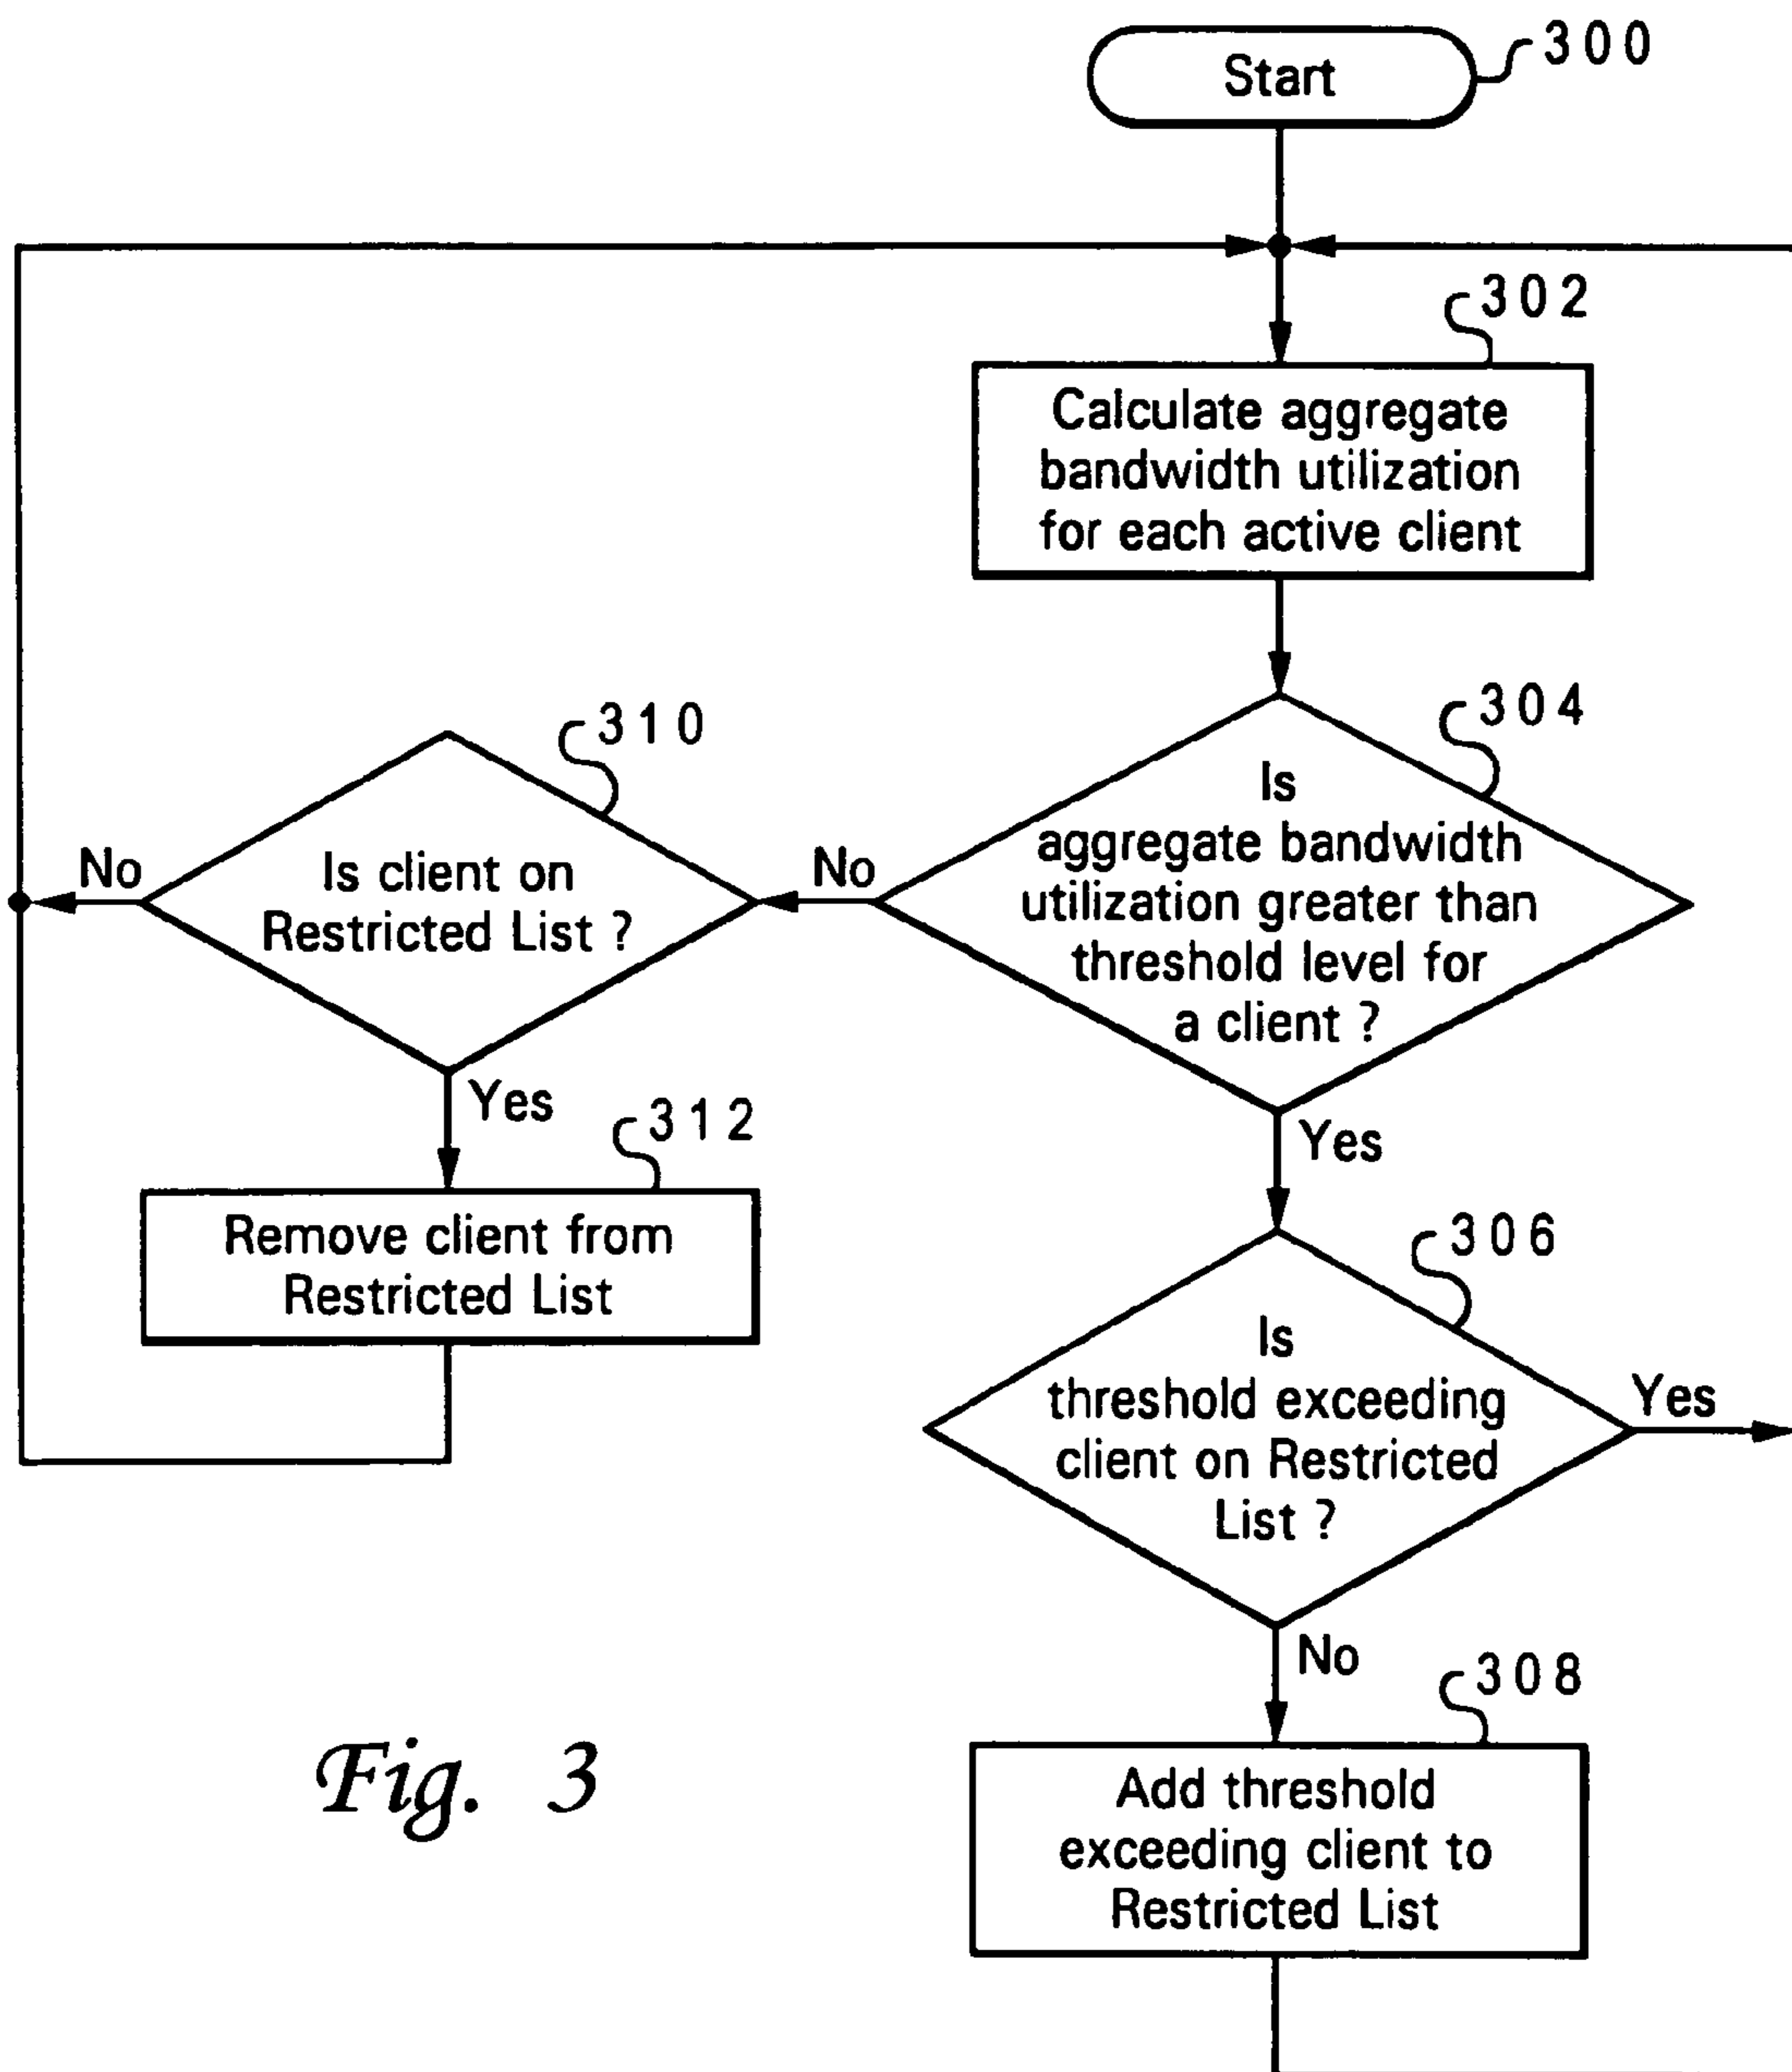 Start
300
302
Calculate aggregate
bandwidth utilization
for each active client
304
Is
aggregate bandwidth
utilization greater than
threshold level for
a client ?
No
310
Is client on
Restricted List ?
No
Yes
312
Remove client from
Restricted List
Yes
306
Is
threshold exceeding
client on Restricted
List ?
Yes
No
308
Add threshold
exceeding client to
Restricted List
Fig. 3